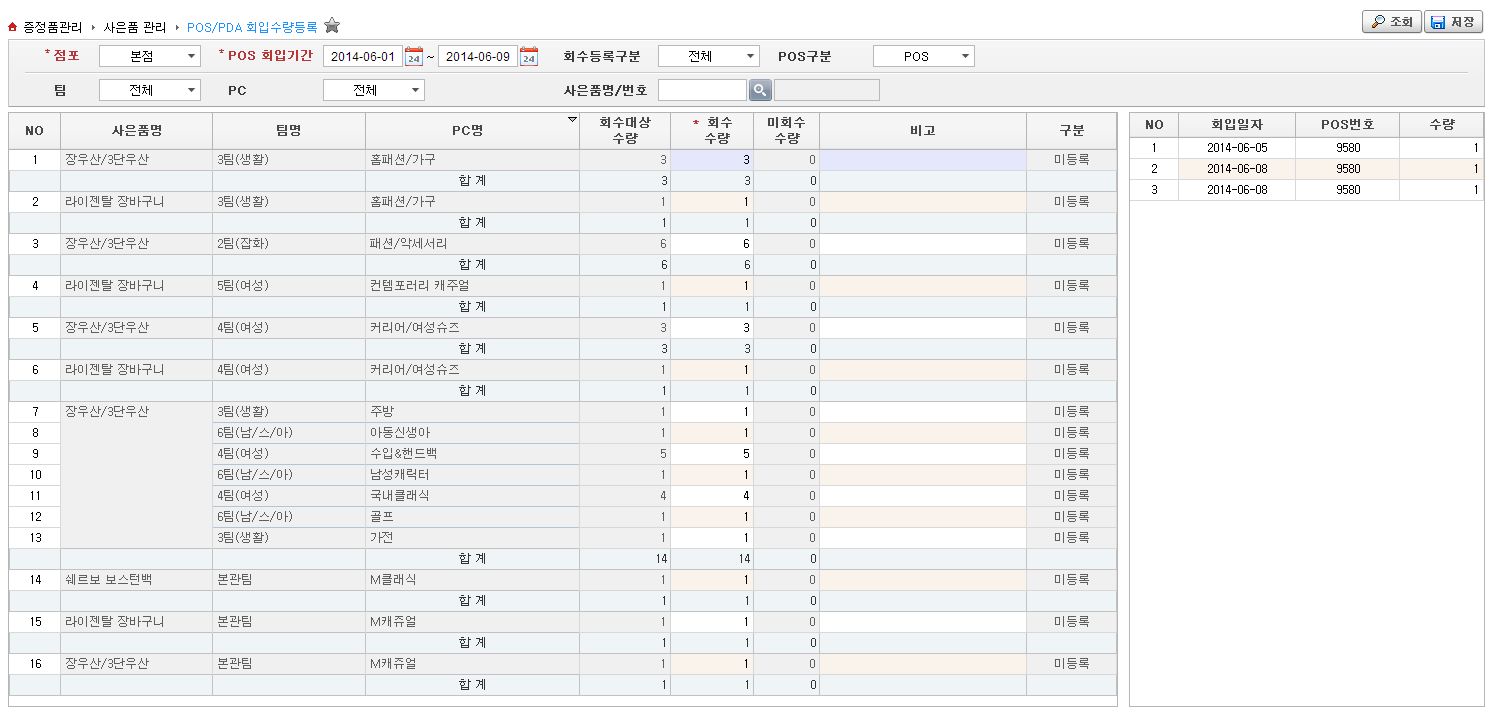 증정품관리 › 사은품 관리 › POS/PDA 회입수량등록
조회 저장
* 점포 본점 * POS 회입기간 2014-06-01 24 ~ 2014-06-09 24 회수등록구분 전체 POS구분 POS
팀 전체 PC 전체 사은품명/번호
NO 사은품명 팀명 PC명 회수대상 수량 * 회수 수량 미회수 수량 비고 구분
1 장우산/3단우산 3팀(생활) 홈패션/가구 3 3 0 미등록
합 계 3 3 0
2 라이젠탈 장바구니 3팀(생활) 홈패션/가구 1 1 0 미등록
합 계 1 1 0
3 장우산/3단우산 2팀(잡화) 패션/악세서리 6 6 0 미등록
합 계 6 6 0
4 라이젠탈 장바구니 5팀(여성) 컨템포러리 캐주얼 1 1 0 미등록
합 계 1 1 0
5 장우산/3단우산 4팀(여성) 커리어/여성슈즈 3 3 0 미등록
합 계 3 3 0
6 라이젠탈 장바구니 4팀(여성) 커리어/여성슈즈 1 1 0 미등록
합 계 1 1 0
7 장우산/3단우산 3팀(생활) 주방 1 1 0 미등록
8 6팀(남/스/아) 아동신생아 1 1 0 미등록
9 4팀(여성) 수입&핸드백 5 5 0 미등록
10 6팀(남/스/아) 남성캐릭터 1 1 0 미등록
11 4팀(여성) 국내클래식 4 4 0 미등록
12 6팀(남/스/아) 골프 1 1 0 미등록
13 3팀(생활) 가전 1 1 0 미등록
합 계 14 14 0
14 쉐르보 보스턴백 본관팀 M클래식 1 1 0 미등록
합 계 1 1 0
15 라이젠탈 장바구니 본관팀 M캐쥬얼 1 1 0 미등록
합 계 1 1 0
16 장우산/3단우산 본관팀 M캐쥬얼 1 1 0 미등록
합 계 1 1 0
NO 회입일자 POS번호 수량
1 2014-06-05 9580 1
2 2014-06-08 9580 1
3 2014-06-08 9580 1